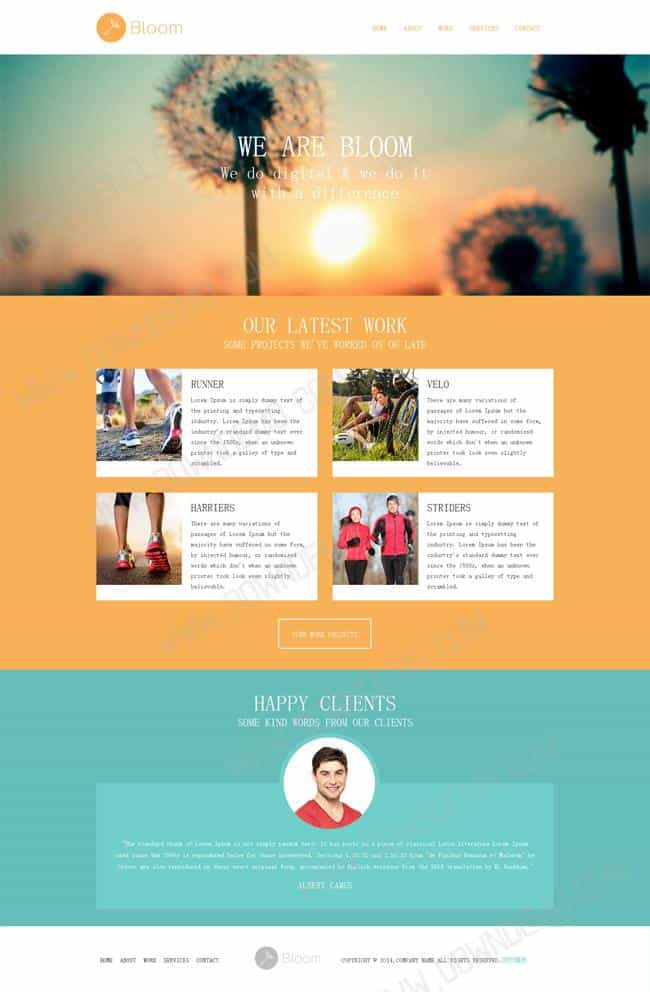 Bloom
HOME ABOUT WORK SERVICES CONTACT
WE ARE BLOOM
We do digital & we do it
with a difference
OUR LATEST WORK
SOME PROJECTS WE'VE WORKED ON OF LATE
RUNNER
Lorem Ipsum is simply dummy text of
the printing and typesetting
industry. Lorem Ipsum has been the
industry's standard dummy text ever
since the 1500s, when an unknown
printer took a galley of type and
scrambled.
VELO
There are many variations of
passages of Lorem Ipsum but the
majority have suffered in some form,
by injected humour, or randomised
words which don't when an unknown
printer took look even slightly
believable.
HARRIERS
There are many variations of
passages of Lorem Ipsum but the
majority have suffered in some form,
by injected humour, or randomised
words which don't when an unknown
printer took look even slightly
believable.
STRIDERS
Lorem Ipsum is simply dummy text of
the printing and typesetting
industry. Lorem Ipsum has been the
industry's standard dummy text ever
since the 1500s, when an unknown
printer took a galley of type and
scrambled.
VIEW MORE PROJECTS
HAPPY CLIENTS
SOME KIND WORDS FROM OUR CLIENTS
"The standard chunk of Lorem Ipsum is not simply random text. It has roots in a piece of classical Latin literature Lorem Ipsum
used since the 1500s is reproduced below for those interested. Sections 1.10.32 and 1.10.33 from "de Finibus Bonorum et Malorum" by
Cicero are also reproduced in their exact original form, accompanied by English versions from the 1914 translation by H. Rackham."
ALBERT CAMUS
HOME ABOUT WORK SERVICES CONTACT
Bloom
COPYRIGHT © 2014.COMPANY NAME ALL RIGHTS RESERVED.